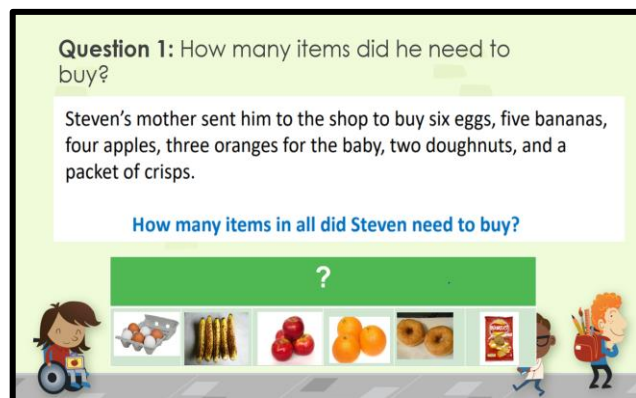 Question 1: How many items did he need to
buy?
Steven's mother sent him to the shop to buy six eggs, five bananas,
four apples, three oranges for the baby, two doughnuts, and a
packet of crisps.
How many items in all did Steven need to buy?
?